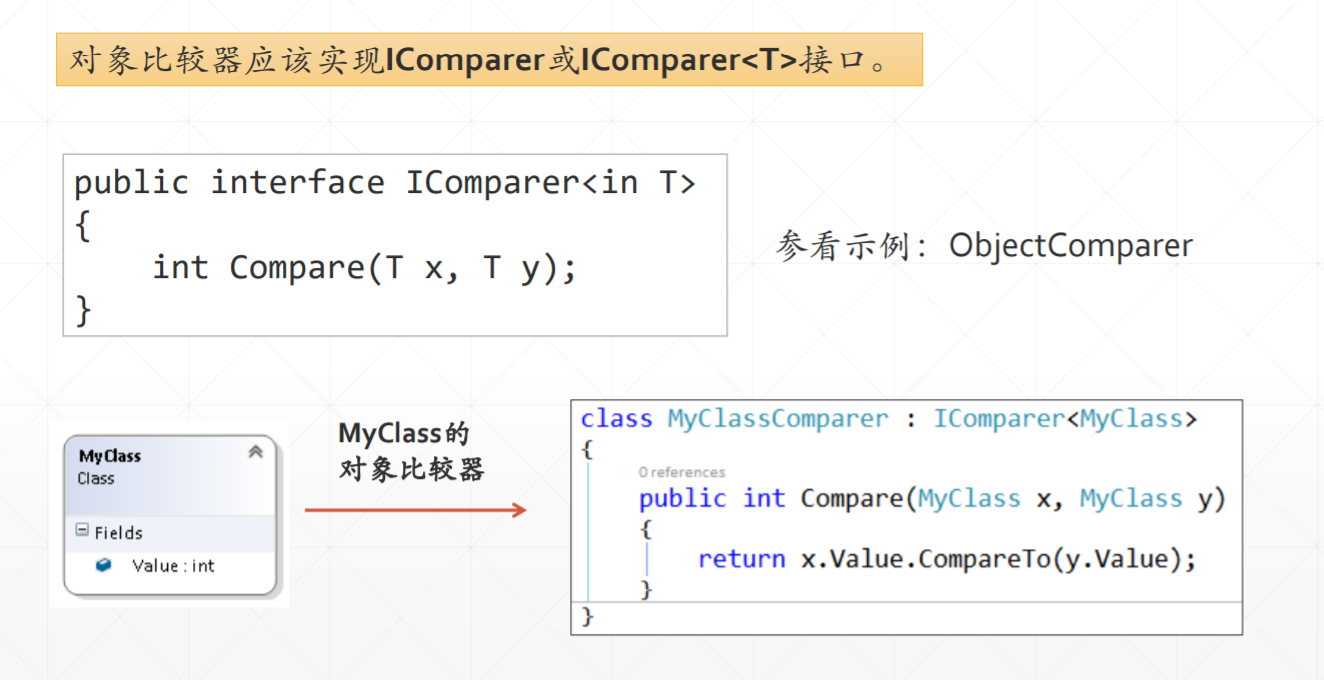 对象比较器应该实现IComparer或IComparer<T>接口。
public interface IComparer<in T>
{
int Compare(T x, T y);
}
参看示例：ObjectComparer
MyClass
Class
Fields
Value : int
MyClass的
对象比较器
class MyClassComparer : IComparer<MyClass>
{
0 references
public int Compare(MyClass x, MyClass y)
{
return x.Value.CompareTo(y.Value);
}
}